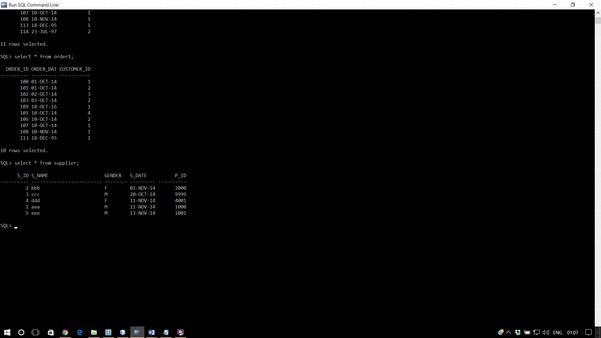 Run SQL Command Line
107 10-OCT-14 1
108 10-NOV-14 1
113 18-DEC-95 1
114 23-JUL-97 2
11 rows selected.
SQL> select * from order1;
ORDER_ID ORDER_DAT CUSTOMER_ID
---------- --------- -----------
100 01-OCT-14 1
101 01-OCT-14 2
102 02-OCT-14 3
103 03-OCT-14 2
109 18-OCT-16 1
105 10-OCT-14 4
106 10-OCT-14 2
107 10-OCT-14 1
108 10-NOV-14 1
113 18-DEC-95 1
10 rows selected.
SQL> select * from supplier;
S_ID S_NAME GENDER S_DATE P_ID
---------- ------------------------- -------- --------- ----------
2 bbb F 01-NOV-14 2000
3 ccc M 20-OCT-14 9999
4 ddd F 11-NOV-14 4001
1 aaa M 11-NOV-14 1000
5 eee M 13-NOV-14 1001
SQL>
ENG 01:07